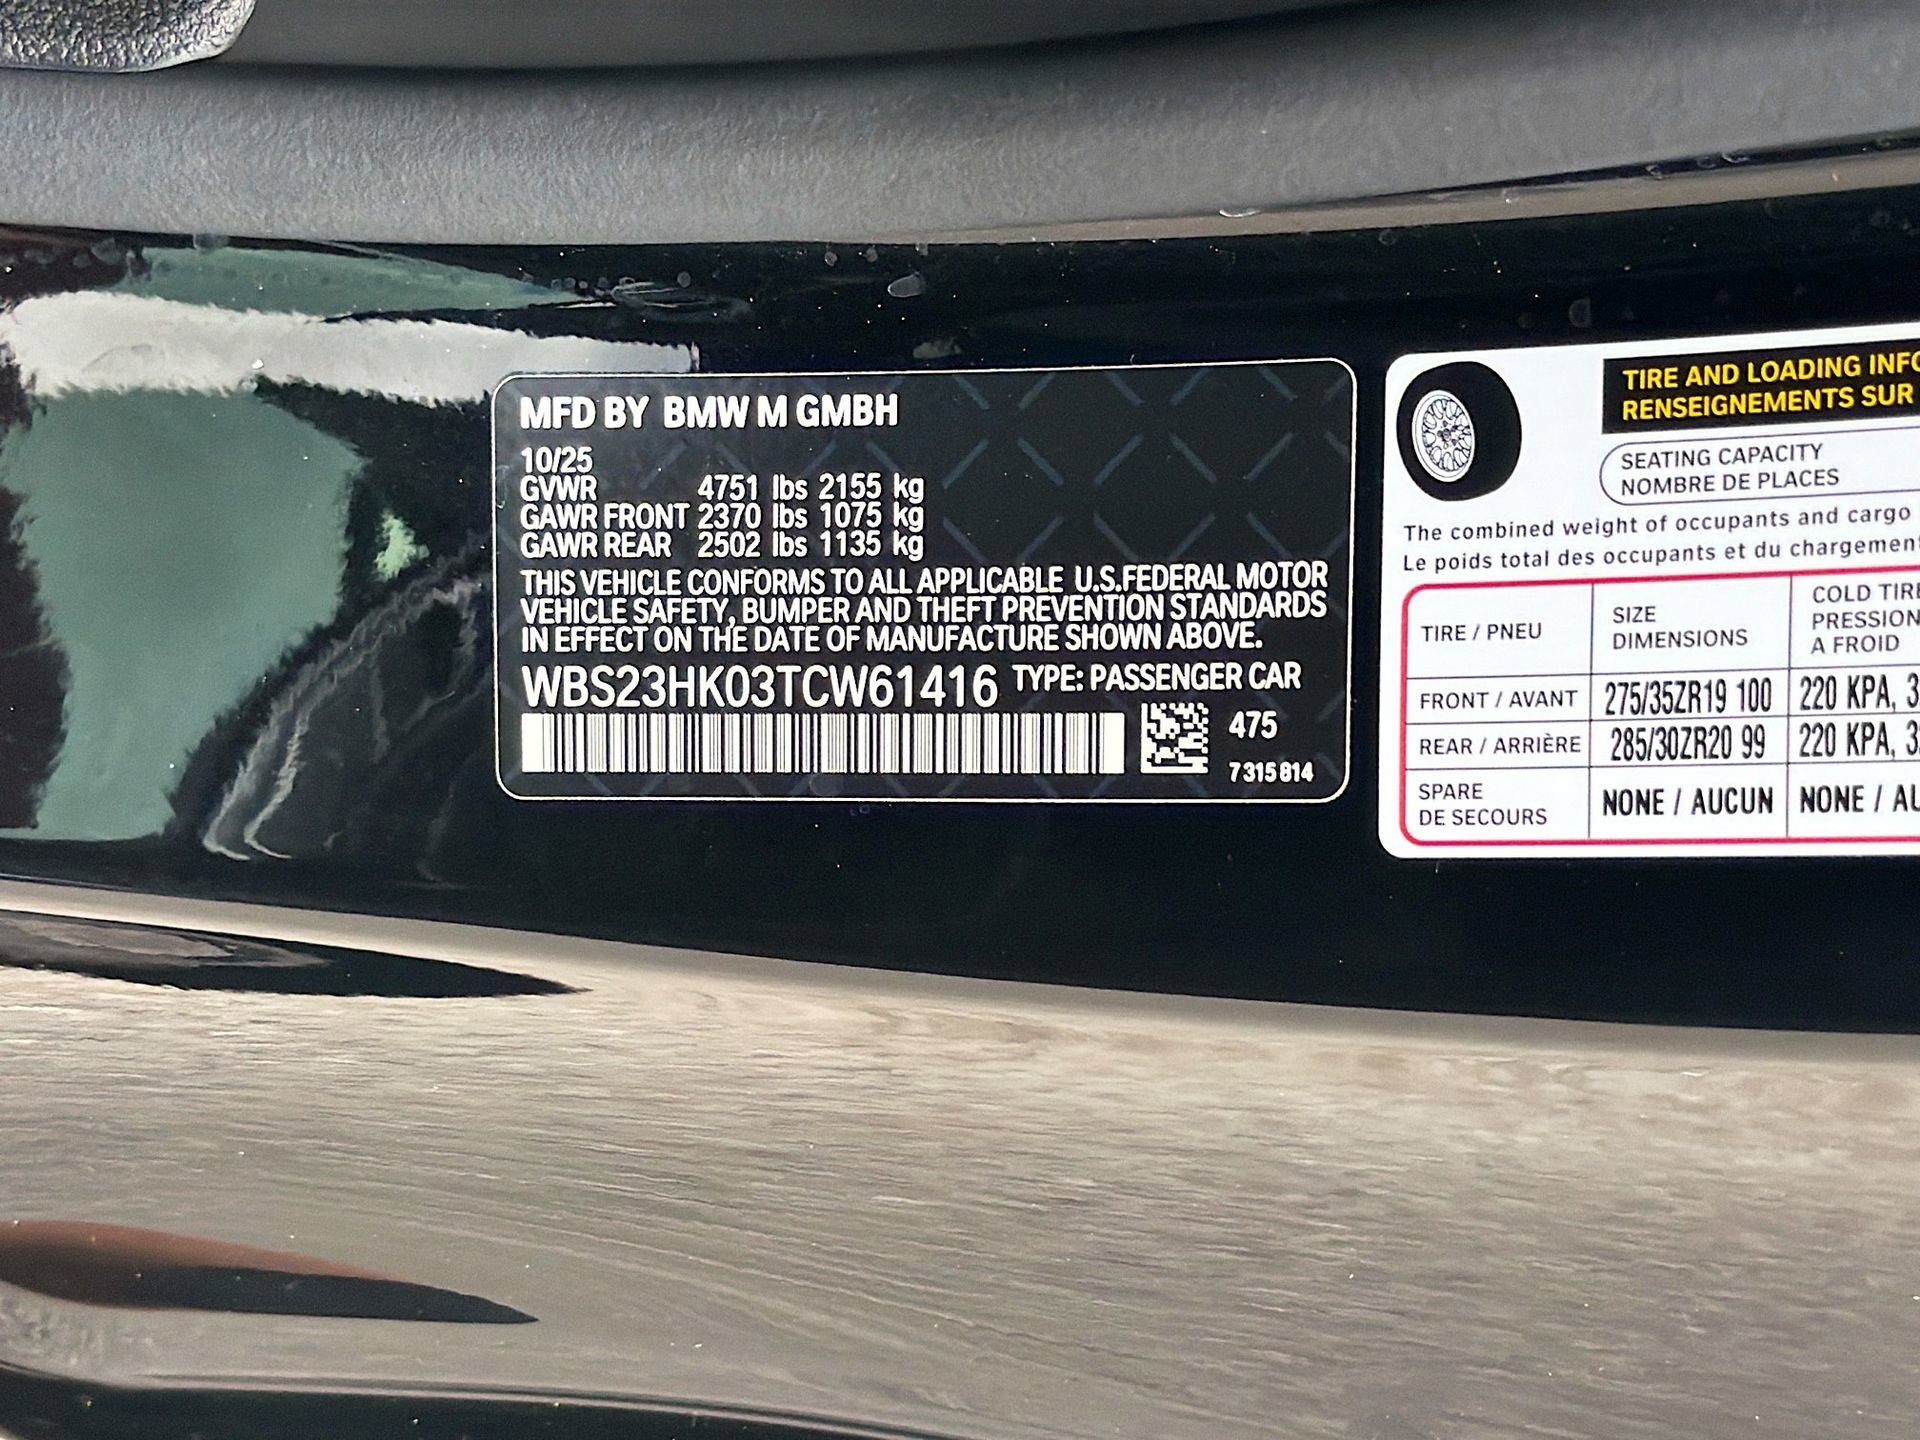 MFD BY BMW M GMBH
10/25
GVWR 4751 lbs 2155 kg
GAWR FRONT 2370 lbs 1075 kg
GAWR REAR 2502 lbs 1135 kg
THIS VEHICLE CONFORMS TO ALL APPLICABLE U.S.FEDERAL MOTOR
VEHICLE SAFETY, BUMPER AND THEFT PREVENTION STANDARDS
IN EFFECT ON THE DATE OF MANUFACTURE SHOWN ABOVE.
WBS23HK03TCW61416 TYPE: PASSENGER CAR
475
7315814
TIRE AND LOADING INFO
RENSEIGNEMENTS SUR
SEATING CAPACITY
NOMBRE DE PLACES
The combined weight of occupants and cargo
Le poids total des occupants et du chargement
TIRE / PNEU
SIZE
DIMENSIONS
COLD TIRE
PRESSION
A FROID
FRONT / AVANT 275/35ZR19 100 220 KPA, 3
REAR / ARRIÈRE 285/30ZR20 99 220 KPA, 3
SPARE
DE SECOURS
NONE / AUCUN NONE / AU